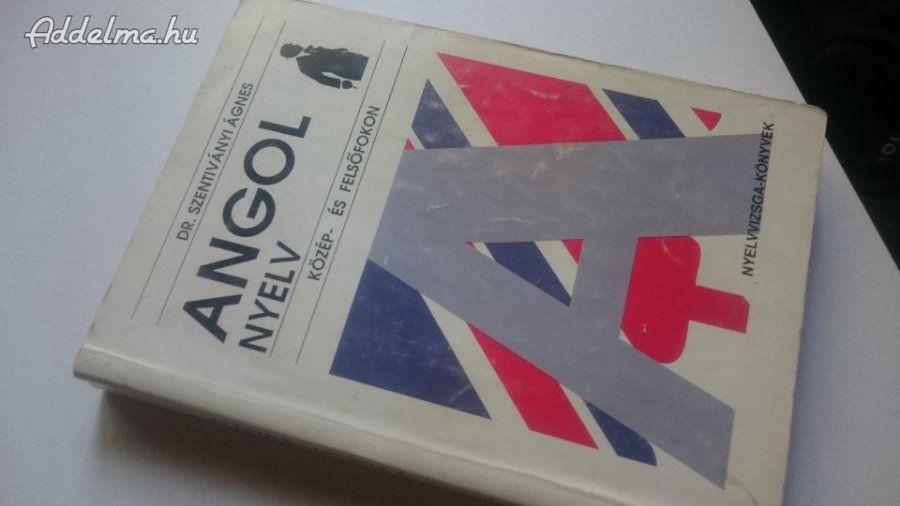 Addelma.hu
DR. SZENTIVÁNYI ÁGNES
ANGOL
NYELV
KÖZÉP- ÉS FELSŐFOKON
A
NYELVVIZSGA-KÖNYVEK